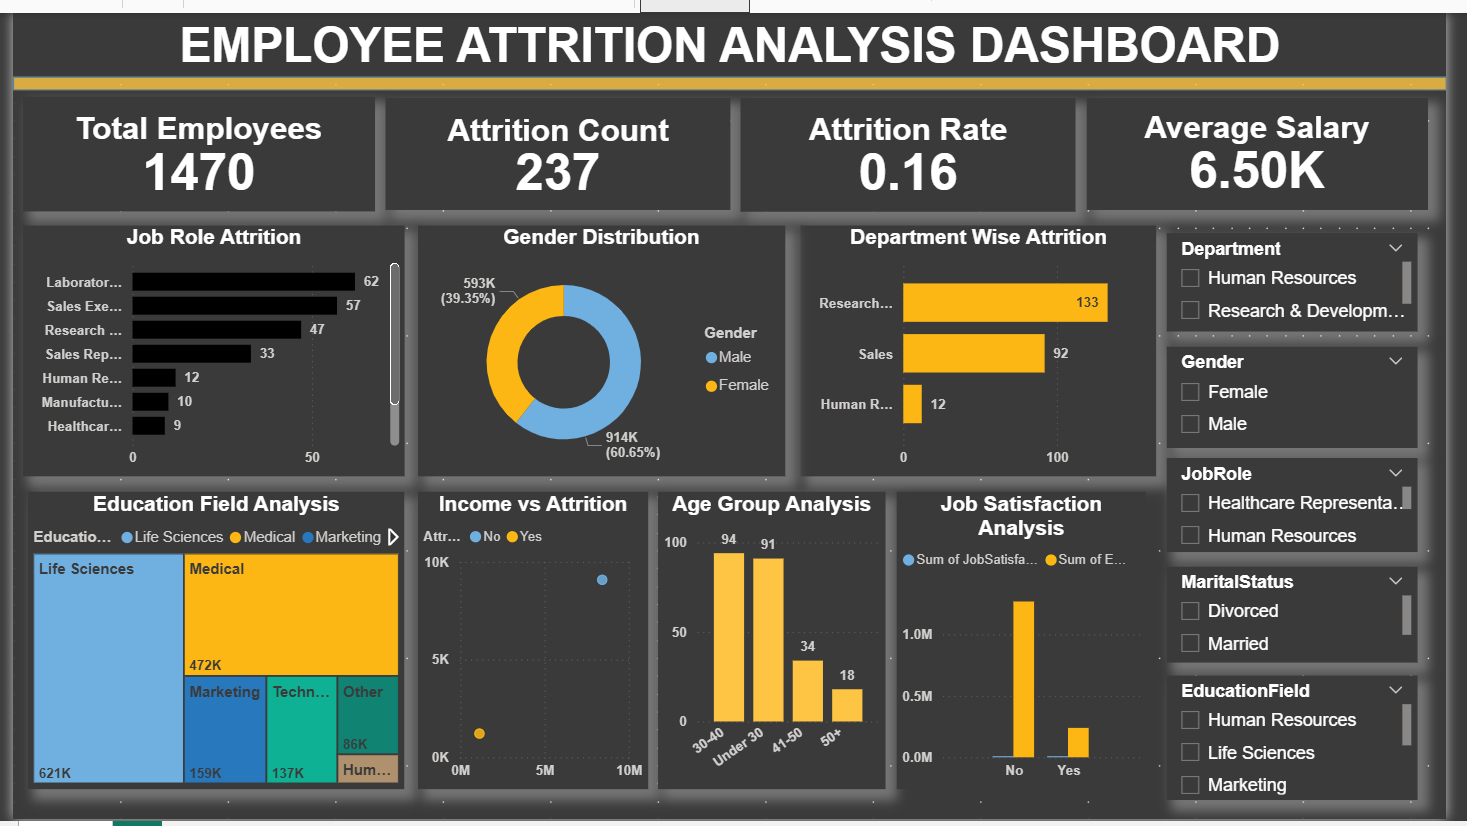 EMPLOYEE ATTRITION ANALYSIS DASHBOARD
Total Employees
1470
Attrition Count
237
Attrition Rate
0.16
Average Salary
6.50K
Job Role Attrition
Laborator... 62
Sales Exe... 57
Research ... 47
Sales Rep... 33
Human Re... 12
Manufactu... 10
Healthcar... 9
0 50
Gender Distribution
593K
(39.35%)
914K
(60.65%)
Gender
Male
Female
Department Wise Attrition
Research... 133
Sales 92
Human R... 12
0 100
Department
Human Resources
Research & Developm...
Gender
Female
Male
JobRole
Healthcare Representa...
Human Resources
MaritalStatus
Divorced
Married
EducationField
Human Resources
Life Sciences
Marketing
Education Field Analysis
Educatio... Life Sciences Medical Marketing
Life Sciences
621K
Medical
472K
Marketing
159K
Techn...
137K
Other
86K
Hum...
Income vs Attrition
Attr... No Yes
10K
5K
0K
0M 5M 10M
Age Group Analysis
100
50
0
94 91 34 18
30-40 Under 30 41-50 50+
Job Satisfaction
Analysis
Sum of JobSatisfa... Sum of E...
1.0M
0.5M
0.0M
No Yes